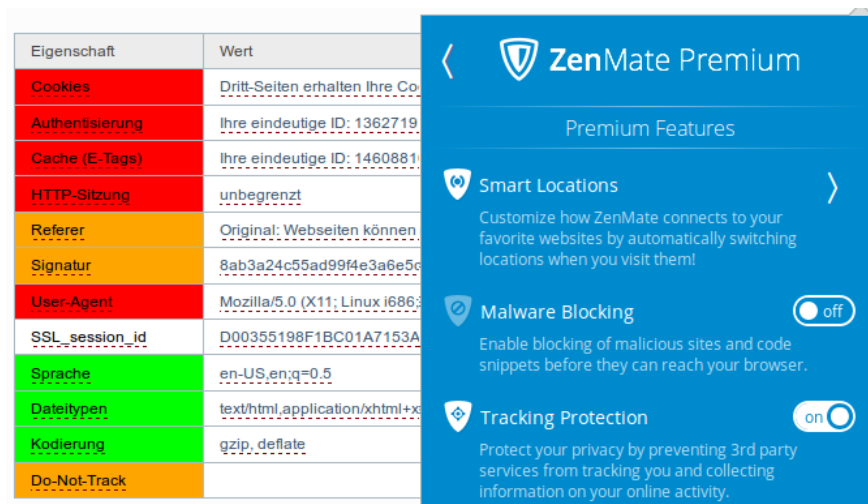 Eigenschaft Wert
Cookies Dritt-Seiten erhalten Ihre
Authentisierung Ihre eindeutige ID: 1362719
Cache (E-Tags) Ihre eindeutige ID: 1460881
HTTP-Sitzung unbegrenzt
Referer Original: Webseiten können
Signatur 8ab3a24c55ad99f4e3a6e5
User-Agent Mozilla/5.0 (X11; Linux i686;
SSL_session_id D00355198F1BC01A7153A
Sprache en-US,en;q=0.5
Dateitypen text/html,application/xhtml+x
Kodierung gzip, deflate
Do-Not-Track
ZenMate Premium
Premium Features
Smart Locations
Customize how ZenMate connects to your
favorite websites by automatically switching
locations when you visit them!
Malware Blocking off
Enable blocking of malicious sites and code
snippets before they can reach your browser.
Tracking Protection on
Protect your privacy by preventing 3rd party
services from tracking you and collecting
information on your online activity.